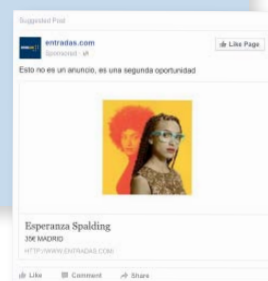 Suggested Post
entradas.com
Sponsored
Like Page
Esto no es un anuncio, es una segunda oportunidad
Esperanza Spalding
35€ MADRID
HTTP://WWW.ENTRADAS.COM/
Like Comment Share